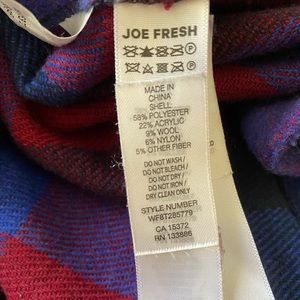 JOE FRESH
MADE IN
CHINA
SHELL:
58% POLYESTER
22% ACRYLIC
9% WOOL
6% NYLON
5% OTHER FIBER
DO NOT WASH /
DO NOT BLEACH /
DO NOT DRY /
DO NOT IRON /
DRY CLEAN ONLY
STYLE NUMBER
WF8T285779
CA 15372
RN 133886